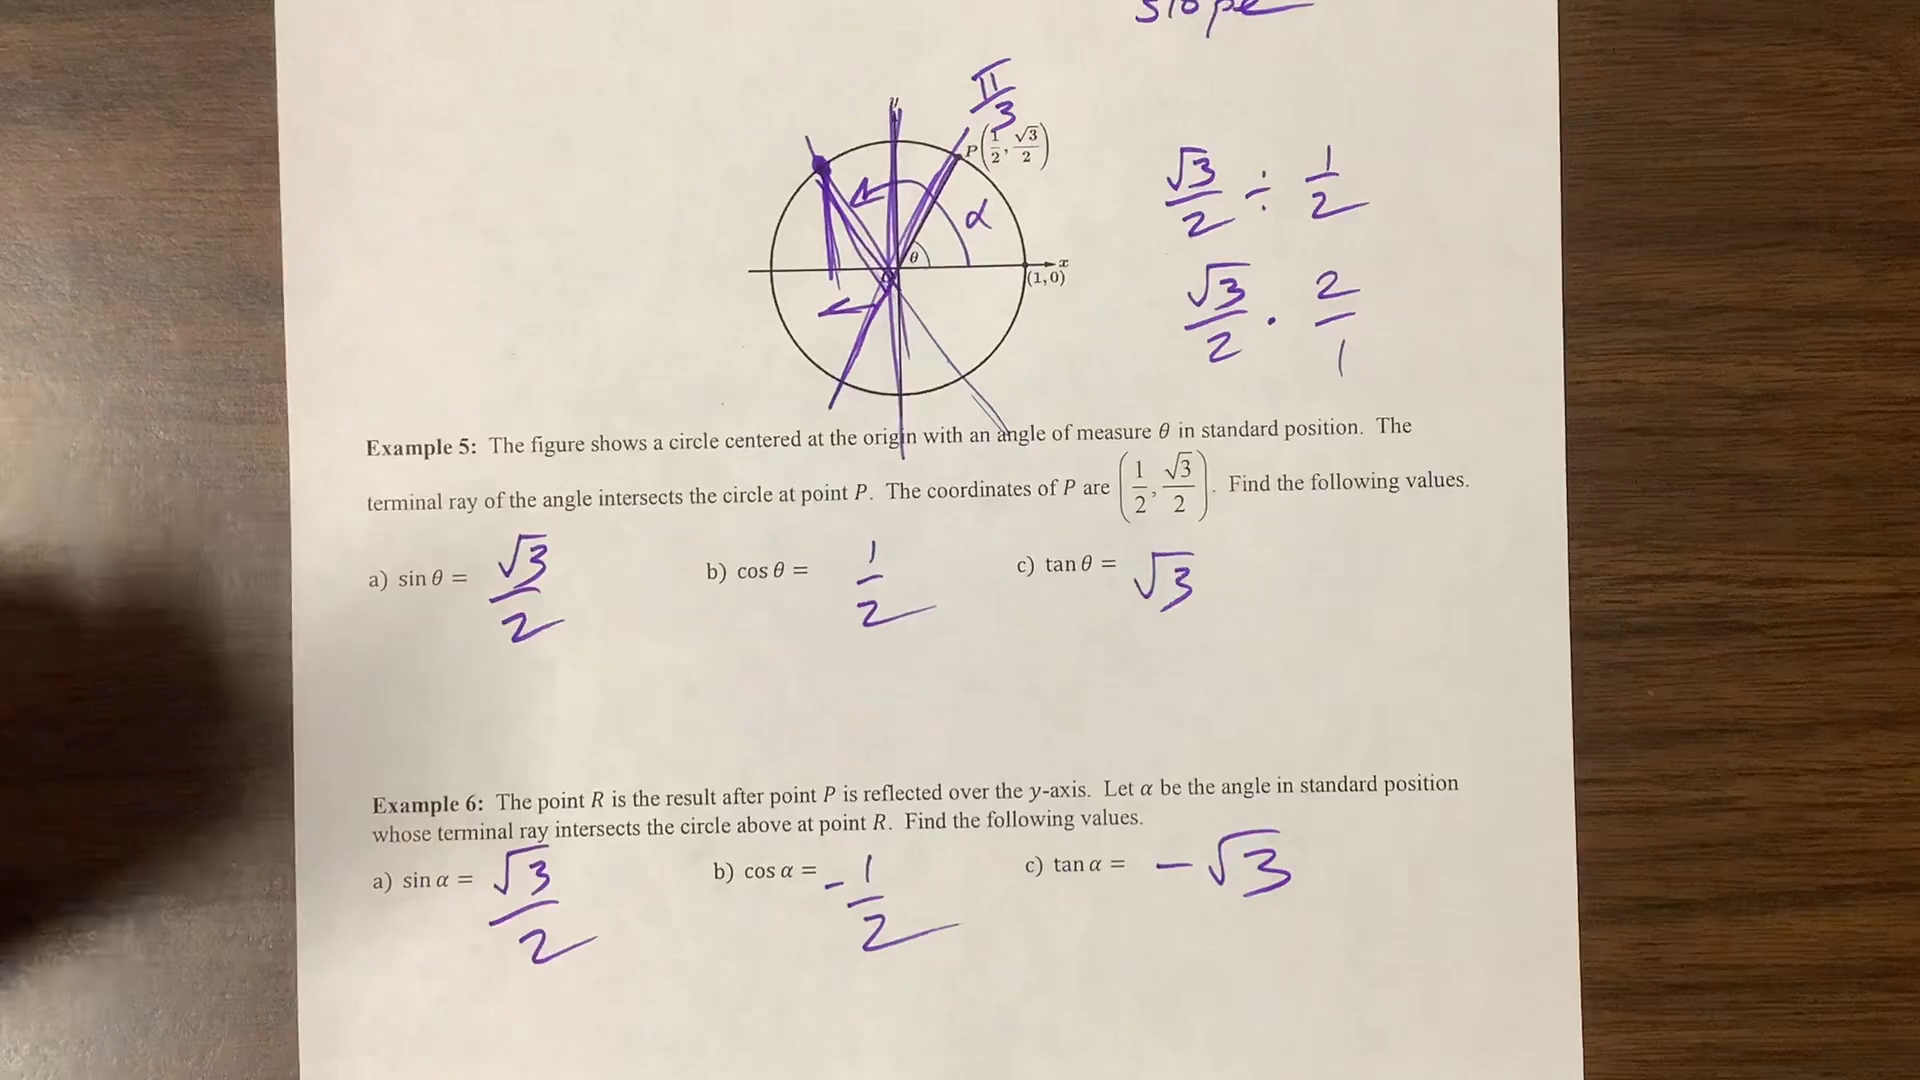 slope
π/3
y
P(1/2, √3/2)
α
θ
x
(1, 0)
√3/2 ÷ 1/2
√3/2 · 2/1
Example 5: The figure shows a circle centered at the origin with an angle of measure θ in standard position. The
terminal ray of the angle intersects the circle at point P. The coordinates of P are (1/2, √3/2). Find the following values.
a) sin θ = √3/2 b) cos θ = 1/2 c) tan θ = √3
Example 6: The point R is the result after point P is reflected over the y-axis. Let α be the angle in standard position
whose terminal ray intersects the circle above at point R. Find the following values.
a) sin α = √3/2 b) cos α = -1/2 c) tan α = -√3